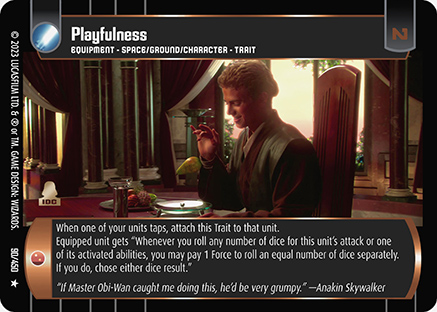 Playfulness
N
EQUIPMENT - SPACE/GROUND/CHARACTER - TRAIT
IDC
When one of your units taps, attach this Trait to that unit.
Equipped unit gets “Whenever you roll any number of dice for this unit's attack or one
of its activated abilities, you may pay 1 Force to roll an equal number of dice separately.
If you do, chose either dice result.”
“If Master Obi-Wan caught me doing this, he'd be very grumpy.” —Anakin Skywalker
© 2023 LUCASFILM LTD. & ® or TM. GAME DESIGN: WIZARDS.